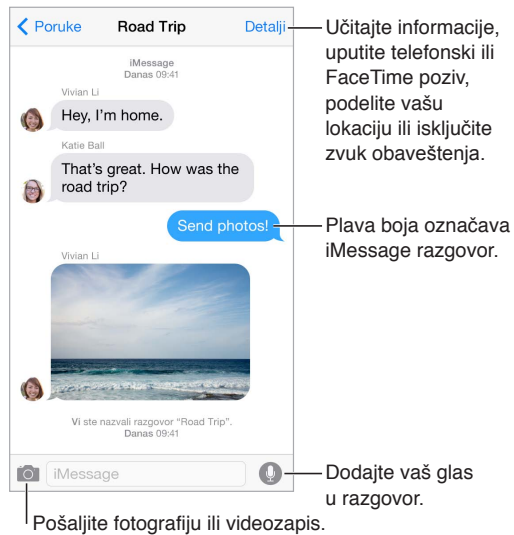 Poruke Road Trip Detalji
iMessage
Danas 09:41
Vivian Li
Hey, I'm home.
Katie Ball
That's great. How was the
road trip?
Send photos!
Vivian Li
Vi ste nazvali razgovor “Road Trip”.
Danas 09:41
iMessage
Učitajte informacije,
uputite telefonski ili
FaceTime poziv,
podelite vašu
lokaciju ili isključite
zvuk obaveštenja.
Plava boja označava
iMessage razgovor.
Dodajte vaš glas
u razgovor.
Pošaljite fotografiju ili videozapis.